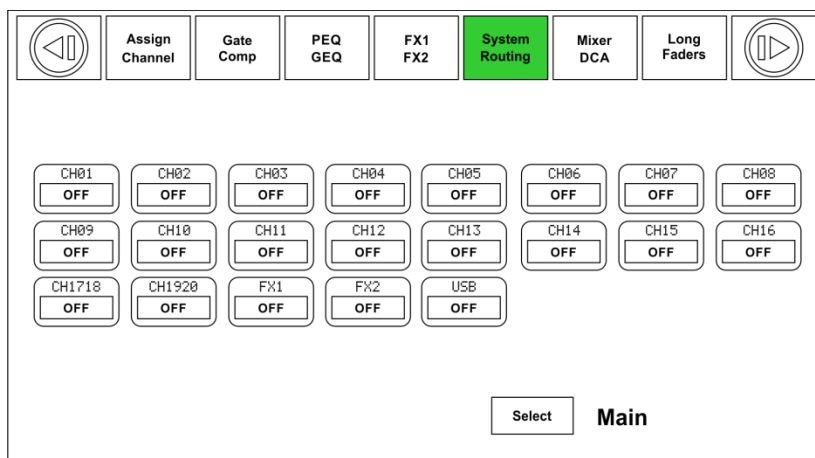 Assign Channel
Gate Comp
PEQ GEQ
FX1 FX2
System Routing
Mixer DCA
Long Faders
CH01 CH02 CH03 CH04 CH05 CH06 CH07 CH08
OFF OFF OFF OFF OFF OFF OFF OFF
CH09 CH10 CH11 CH12 CH13 CH14 CH15 CH16
OFF OFF OFF OFF OFF OFF OFF OFF
CH1718 CH1920 FX1 FX2 USB
OFF OFF OFF OFF OFF
Select Main